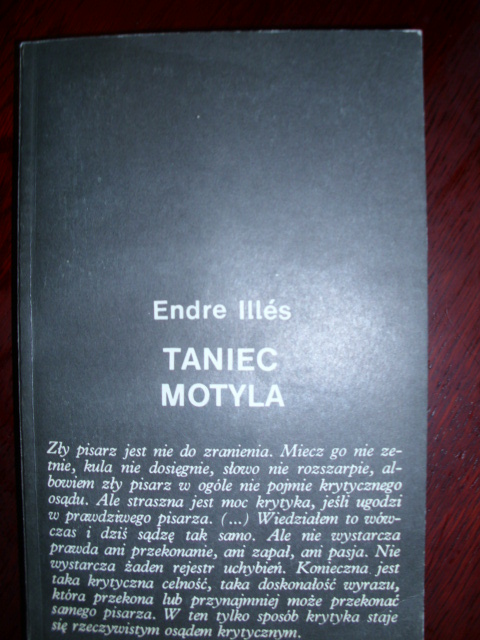 Endre Illés
TANIEC
MOTYLA
Zły pisarz jest nie do zranienia. Miecz go nie ze-
tnie, kula nie dosięgnie, słowo nie rozszarpie, al-
bowiem zły pisarz w ogóle nie pojmie krytycznego
osądu. Ale straszna jest moc krytyka, jeśli ugodzi
w prawdziwego pisarza. (...) Wiedziałem to wów-
czas i dziś sądzę tak samo. Ale nie wystarcza
prawda ani przekonanie, ani zapał, ani pasja. Nie
wystarcza żaden rejestr uchybień. Konieczna jest
taka krytyczna celność, taka doskonałość wyrazu,
która przekona lub przynajmniej może przekonać
samego pisarza. W ten tylko sposób krytyka staje
się rzeczywistym osądem krytycznym.